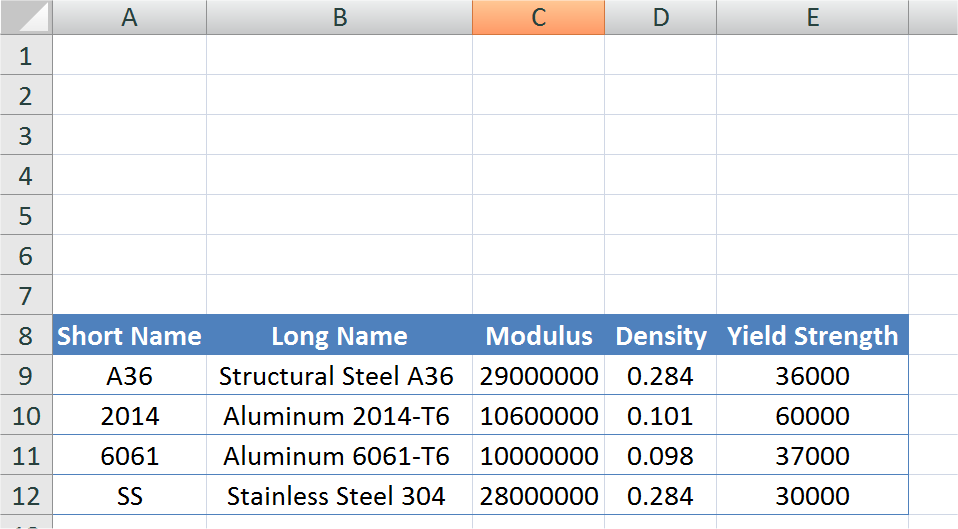 A B C D E
1
2
3
4
5
6
7
8 Short Name Long Name Modulus Density Yield Strength
9 A36 Structural Steel A36 29000000 0.284 36000
10 2014 Aluminum 2014-T6 10600000 0.101 60000
11 6061 Aluminum 6061-T6 10000000 0.098 37000
12 SS Stainless Steel 304 28000000 0.284 30000